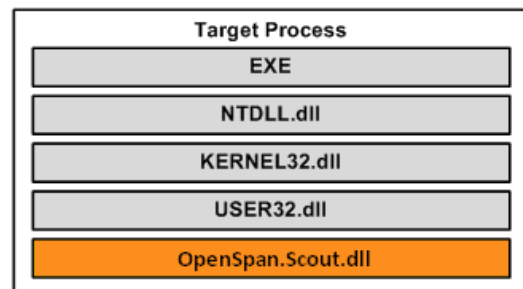 Target Process
EXE
NTDLL.dll
KERNEL32.dll
USER32.dll
OpenSpan.Scout.dll